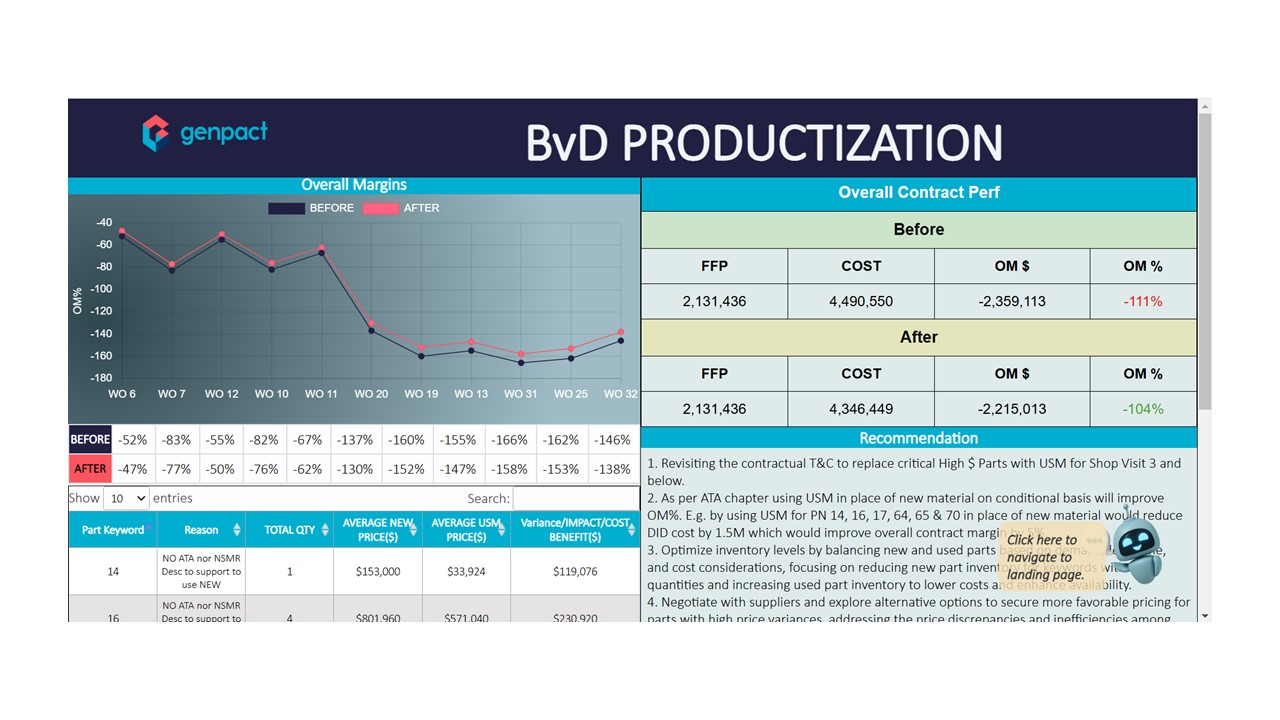 genpact
BvD PRODUCTIZATION
Overall Margins
BEFORE AFTER
OM%
-40
-60
-80
-100
-120
-140
-160
-180
WO 6 WO 7 WO 12 WO 10 WO 11 WO 20 WO 19 WO 13 WO 31 WO 25 WO 32
BEFORE -52% -83% -55% -82% -67% -137% -160% -155% -166% -162% -146%
AFTER -47% -77% -50% -76% -62% -130% -152% -147% -158% -153% -138%
Show 10 entries Search:
Part Keyword Reason TOTAL QTY AVERAGE NEW PRICE($) AVERAGE USM PRICE($) Variance/IMPACT/COST BENEFIT($)
14 NO ATA nor NSMR Desc to support to use NEW 1 $153,000 $33,924 $119,076
16 NO ATA nor NSMR Desc to support to 4 $801,960 $571,040 $230,920
Overall Contract Perf
Before
FFP COST OM $ OM %
2,131,436 4,490,550 -2,359,113 -111%
After
FFP COST OM $ OM %
2,131,436 4,346,449 -2,215,013 -104%
Recommendation
1. Revisiting the contractual T&C to replace critical High $ Parts with USM for Shop Visit 3 and
below.
2. As per ATA chapter using USM in place of new material on conditional basis will improve
OM%. E.g. by using USM for PN 14, 16, 17, 64, 65 & 70 in place of new material would reduce
DID cost by 1.5M which would improve overall contract margin by 5%
3. Optimize inventory levels by balancing new and used parts based on
and cost considerations, focusing on reducing new part inventory for keywords
quantities and increasing used part inventory to lower costs and enhance availability.
4. Negotiate with suppliers and explore alternative options to secure more favorable pricing for
parts with high price variances, addressing the price discrepancies and inefficiencies among
Click here to
navigate to
landing page.